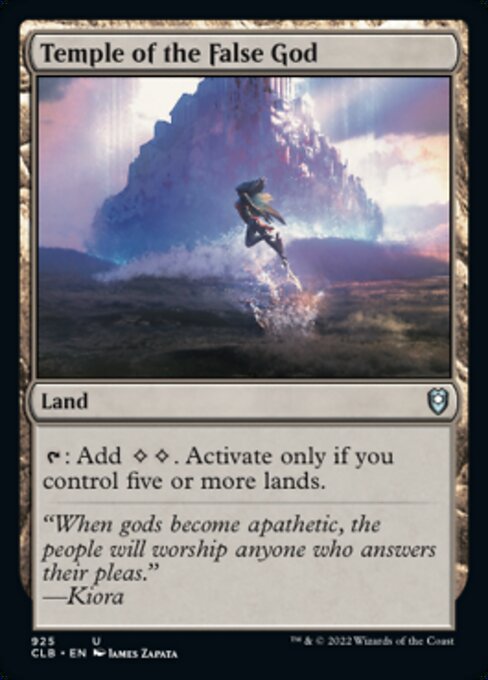 Temple of the False God
Land
: Add . Activate only if you
control five or more lands.
“When gods become apathetic, the
people will worship anyone who answers
their pleas.”
—Kiora
925 U
CLB • EN JAMES ZAPATA
™ & © 2022 Wizards of the Coast